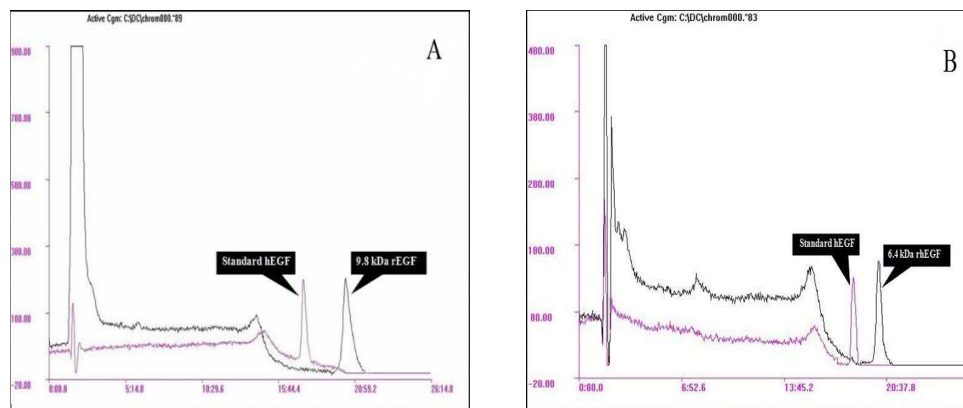 Active Cgm: C:\DC\chrom000.*89
A
900.00
700.00
500.00
300.00
100.00
-20.00
Standard hEGF
9.8 kDa rEGF
0:00.0
5:14.8
10:29.6
15:44.4
20:59.2
26:14.0
Active Cgm: C:\DC\chrom000.*83
B
480.00
380.00
280.00
180.00
80.00
-20.00
Standard hEGF
6.4 kDa rhEGF
0:00.0
6:52.6
13:45.2
20:37.8